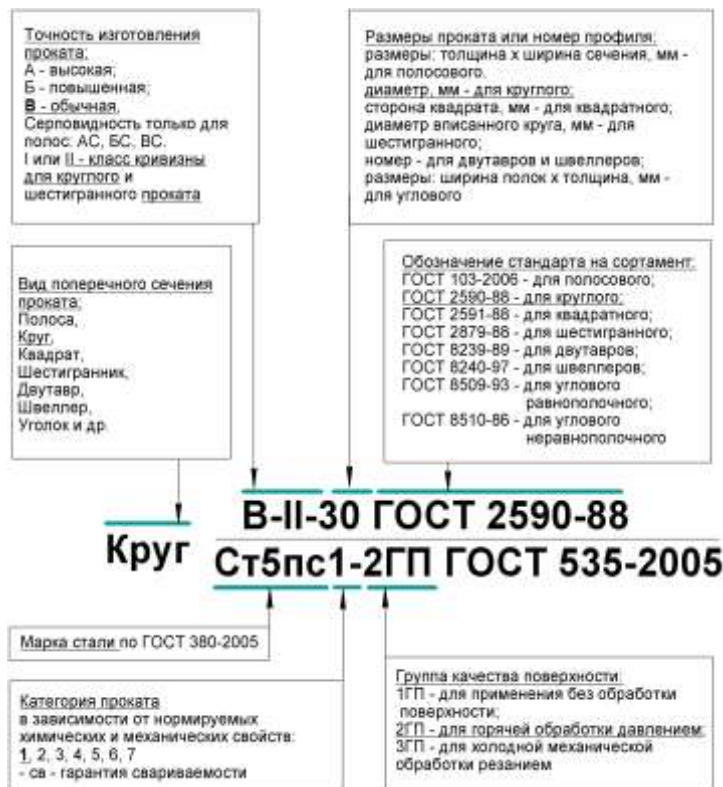 Точность изготовления
проката:
А - высокая;
Б - повышенная;
В - обычная,
Серповидность только для
полос: АС, БС, ВС.
I или II - класс кривизны
для круглого и
шестигранного проката
Размеры проката или номер профиля:
размеры: толщина х ширина сечения, мм -
для полосового.
диаметр, мм - для круглого;
сторона квадрата, мм - для квадратного;
диаметр вписанного круга, мм - для
шестигранного;
номер - для двутавров и швеллеров;
размеры: ширина полок х толщина, мм -
для углового
Вид поперечного сечения
проката;
Полоса,
Круг,
Квадрат,
Шестигранник,
Двутавр,
Швеллер,
Уголок и др.
Обозначение стандарта на сортамент:
ГОСТ 103-2006 - для полосового;
ГОСТ 2590-88 - для круглого;
ГОСТ 2591-88 - для квадратного;
ГОСТ 2879-88 - для шестигранного;
ГОСТ 8239-89 - для двутавров;
ГОСТ 8240-97 - для швеллеров;
ГОСТ 8509-93 - для углового
равнополочного;
ГОСТ 8510-86 - для углового
неравнополочного
В-II-30 ГОСТ 2590-88
Круг
Ст5пс1-2ГП ГОСТ 535-2005
Марка стали по ГОСТ 380-2005
Категория проката
в зависимости от нормируемых
химических и механических свойств:
1, 2, 3, 4, 5, 6, 7
- св - гарантия свариваемости
Группа качества поверхности:
1ГП - для применения без обработки
поверхности;
2ГП - для горячей обработки давлением;
3ГП - для холодной механической
обработки резанием